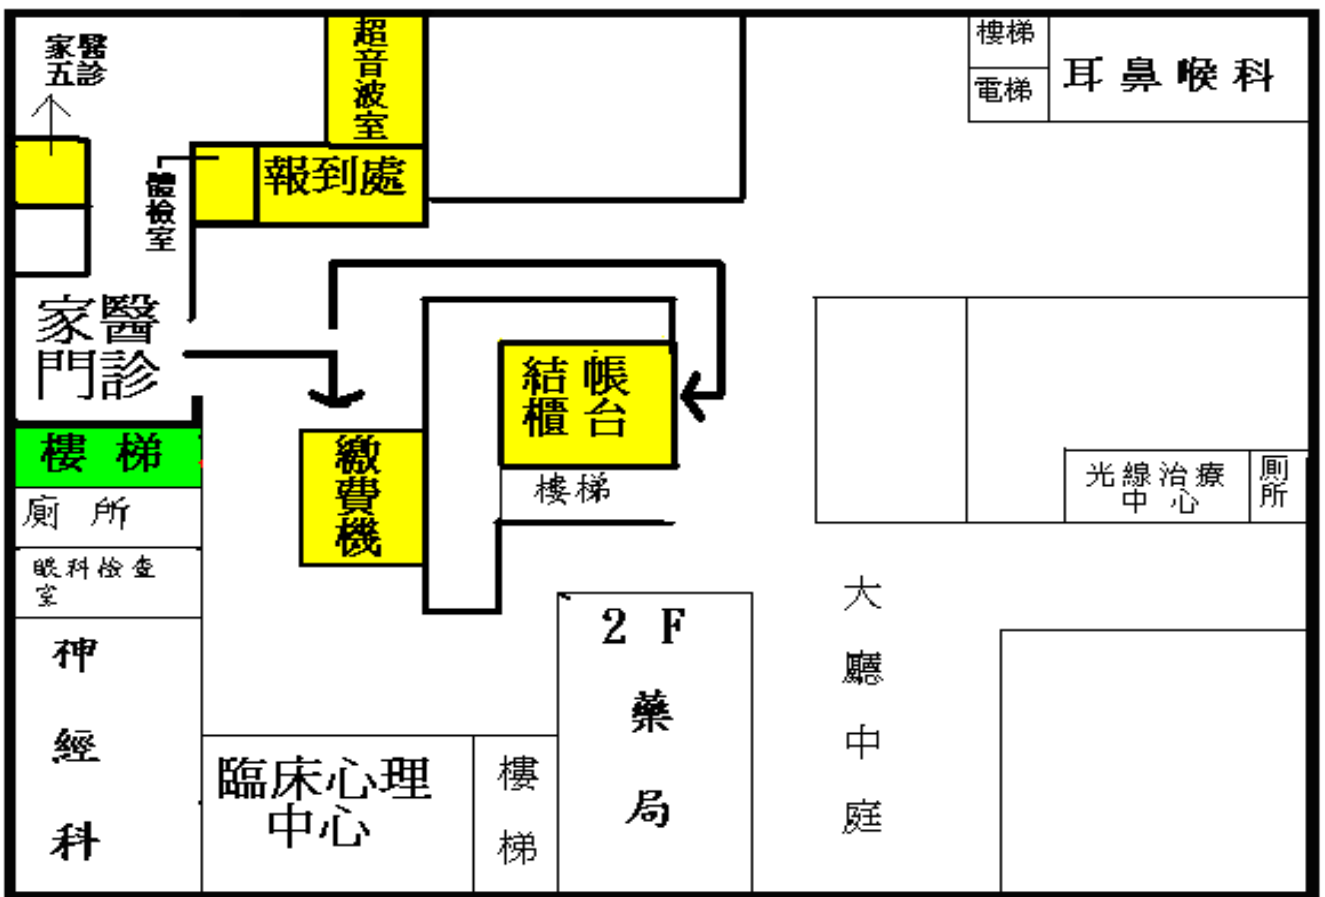 家醫
五診
超音波室
樓梯
電梯
耳鼻喉科
體檢室
報到處
家醫
門診
結帳
櫃台
樓梯
繳費機
樓梯
廁所
眼科檢查
室
光線治療
中心
廁所
神經科
2F藥局
大廳中庭
臨床心理
中心
樓梯